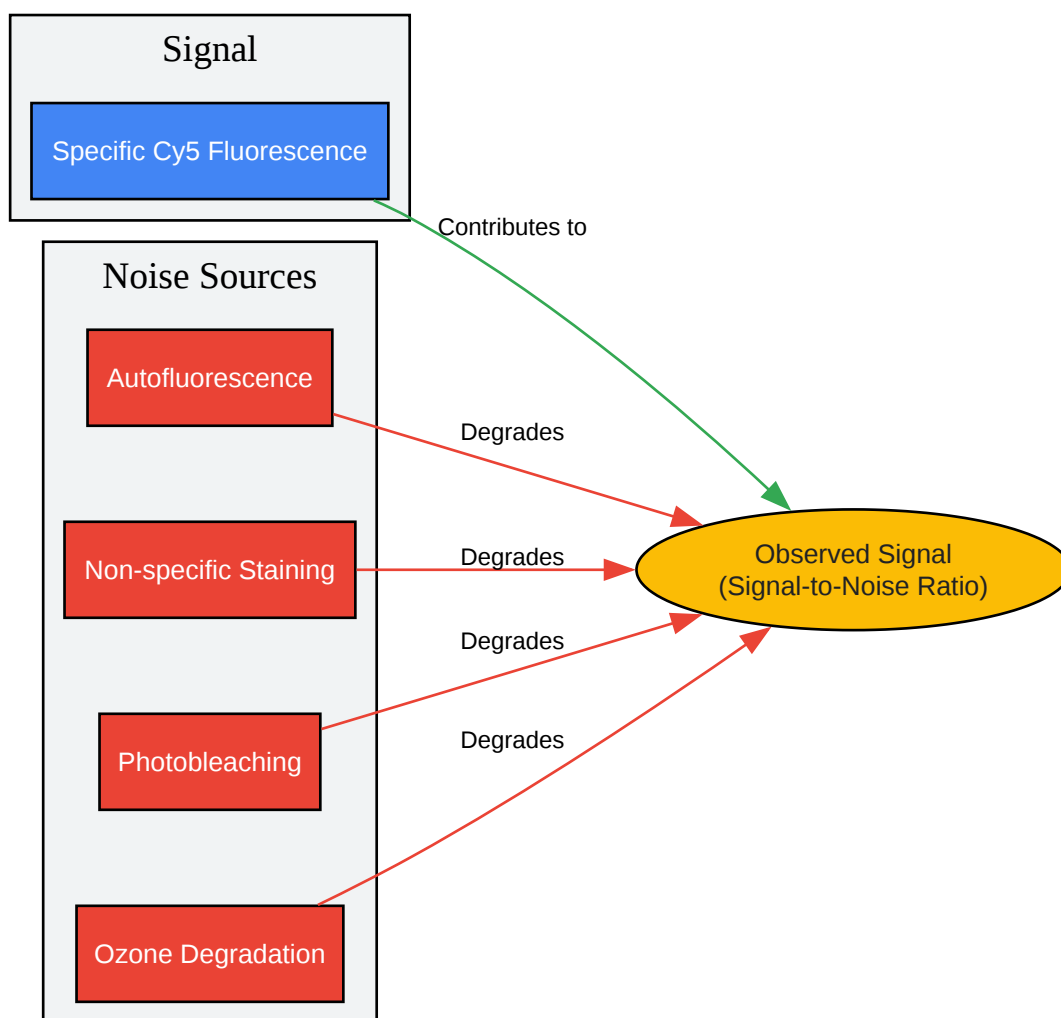 Signal
Specific Cy5 Fluorescence
Contributes to
Noise Sources
Autofluorescence
Degrades
Non-specific Staining
Degrades
Observed Signal
(Signal-to-Noise Ratio)
Degrades
Photobleaching
Degrades
Ozone Degradation